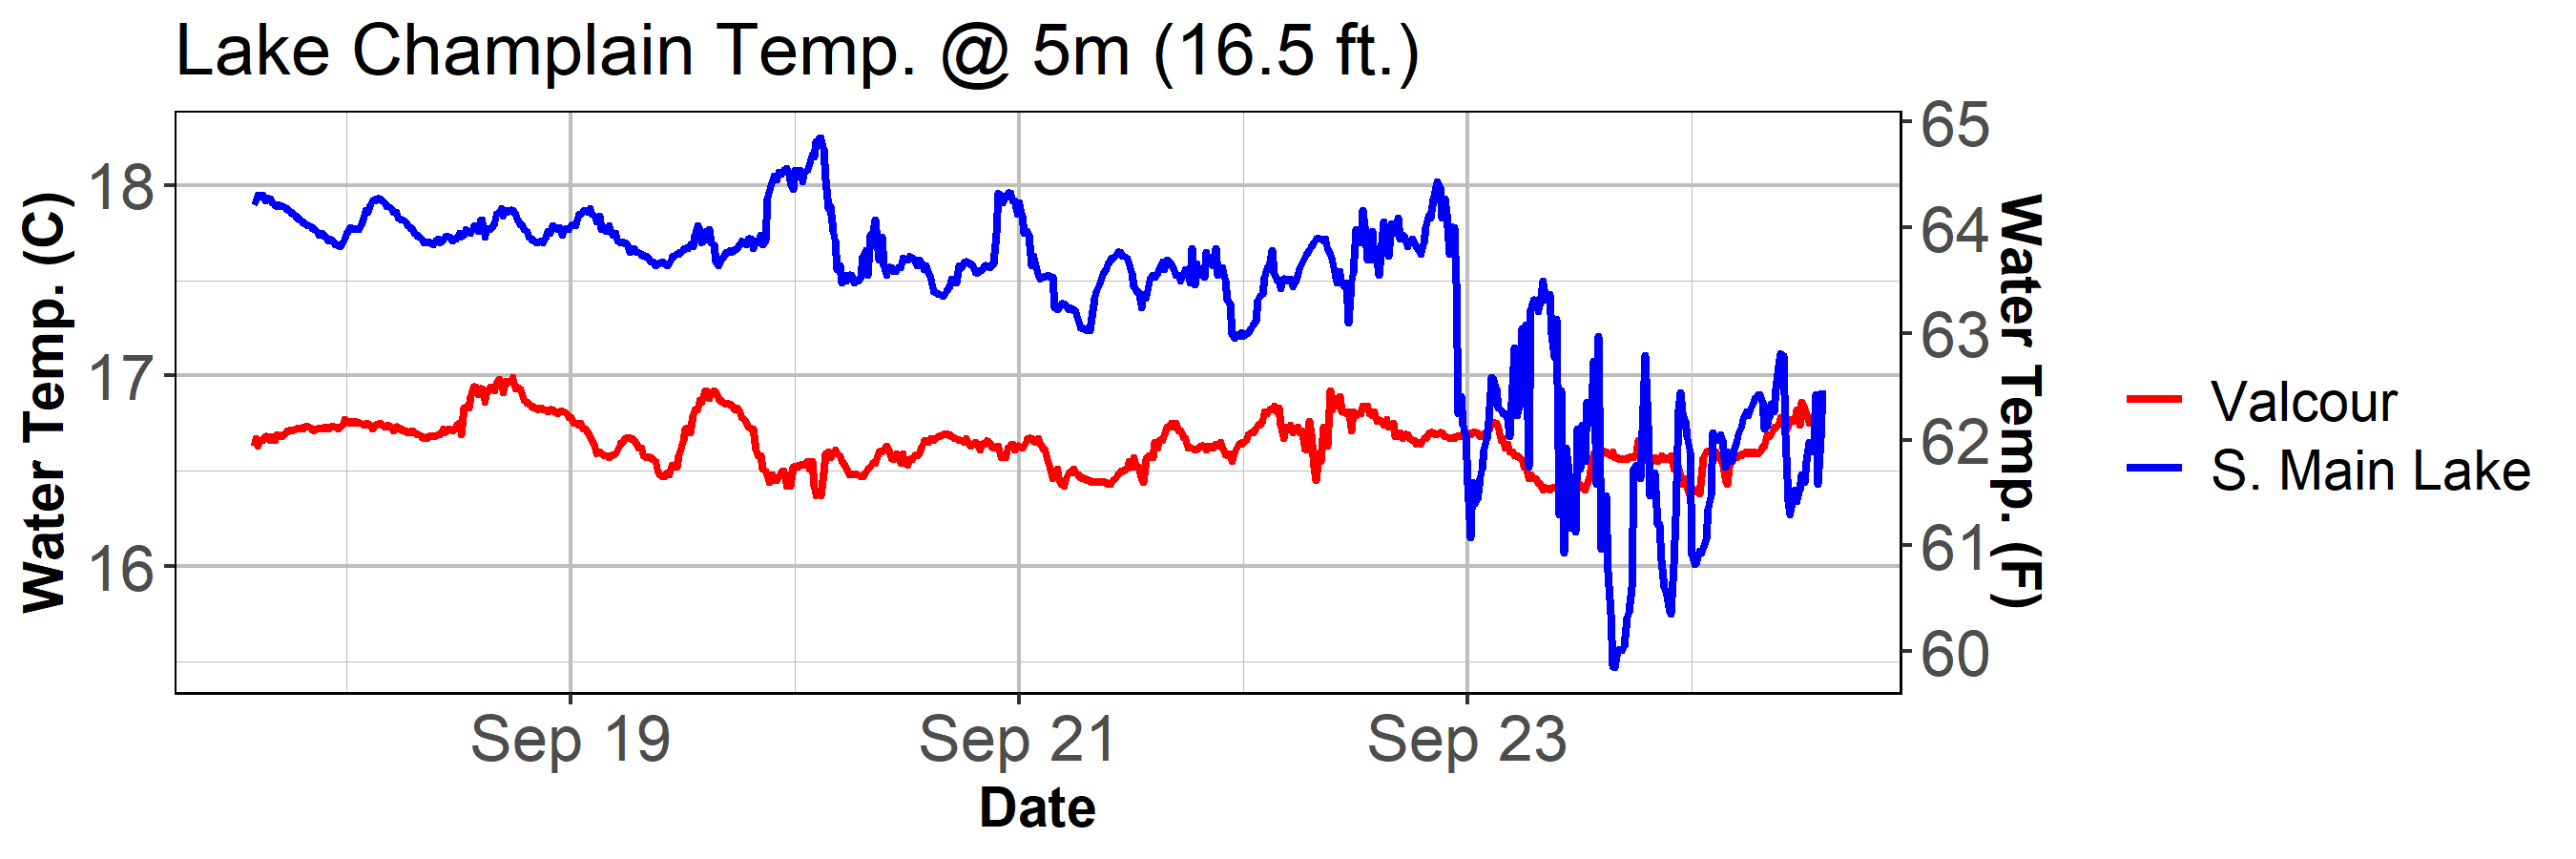 Lake Champlain Temp. @ 5m (16.5 ft.)
Water Temp. (C)
18
17
16
65
64
63
62
61
60
Water Temp. (F)
Sep 19
Sep 21
Sep 23
Date
Valcour
S. Main Lake